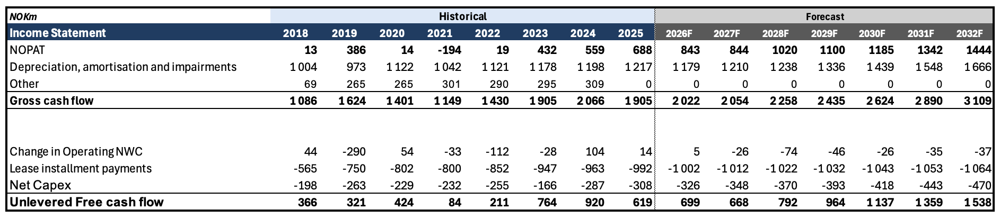 NOKm Historical Forecast
Income Statement 2018 2019 2020 2021 2022 2023 2024 2025 2026F 2027F 2028F 2029F 2030F 2031F 2032F
NOPAT 13 386 14 -194 19 432 559 688 843 844 1020 1100 1185 1342 1444
Depreciation, amortisation and impairments 1 004 973 1 122 1 042 1 121 1 178 1 198 1 217 1 179 1 210 1 238 1 336 1 439 1 548 1 666
Other 69 265 265 301 290 295 309 0 0 0 0 0 0 0 0
Gross cash flow 1 086 1 624 1 401 1 149 1 430 1 905 2 066 1 905 2 022 2 054 2 258 2 435 2 624 2 890 3 109
Change in Operating NWC 44 -290 54 -33 -112 -28 104 14 5 -26 -74 -46 -26 -35 -37
Lease installment payments -565 -750 -802 -800 -852 -947 -963 -992 -1 002 -1 012 -1 022 -1 032 -1 043 -1 053 -1 064
Net Capex -198 -263 -229 -232 -255 -166 -287 -308 -326 -348 -370 -393 -418 -443 -470
Unlevered Free cash flow 366 321 424 84 211 764 920 619 699 668 792 964 1 137 1 359 1 538